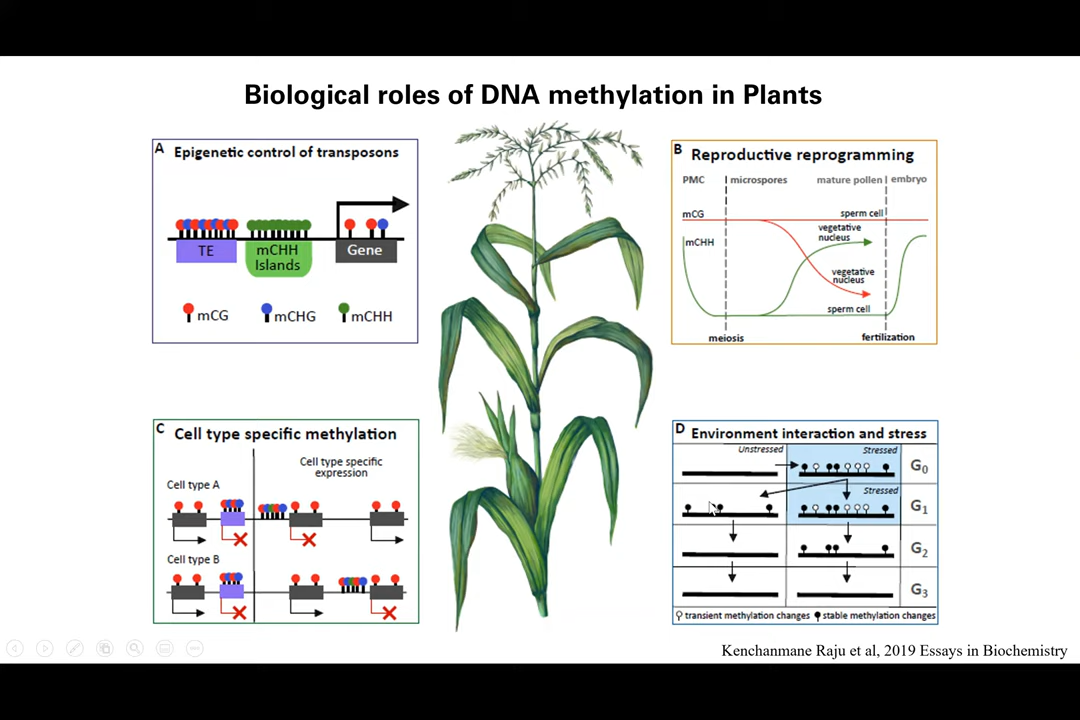 Biological roles of DNA methylation in Plants
A Epigenetic control of transposons
TE
mCHH
Islands
Gene
mCG
mCHG
mCHH
B Reproductive reprogramming
PMC
microspores
mature pollen
embryo
mCG
sperm cell
mCHH
vegetative
nucleus
vegetative
nucleus
sperm cell
meiosis
fertilization
C Cell type specific methylation
Cell type specific
expression
Cell type A
Cell type B
D Environment interaction and stress
Unstressed
Stressed
G0
Stressed
G1
G2
G3
transient methylation changes
stable methylation changes
Kenchanmane Raju et al, 2019 Essays in Biochemistry